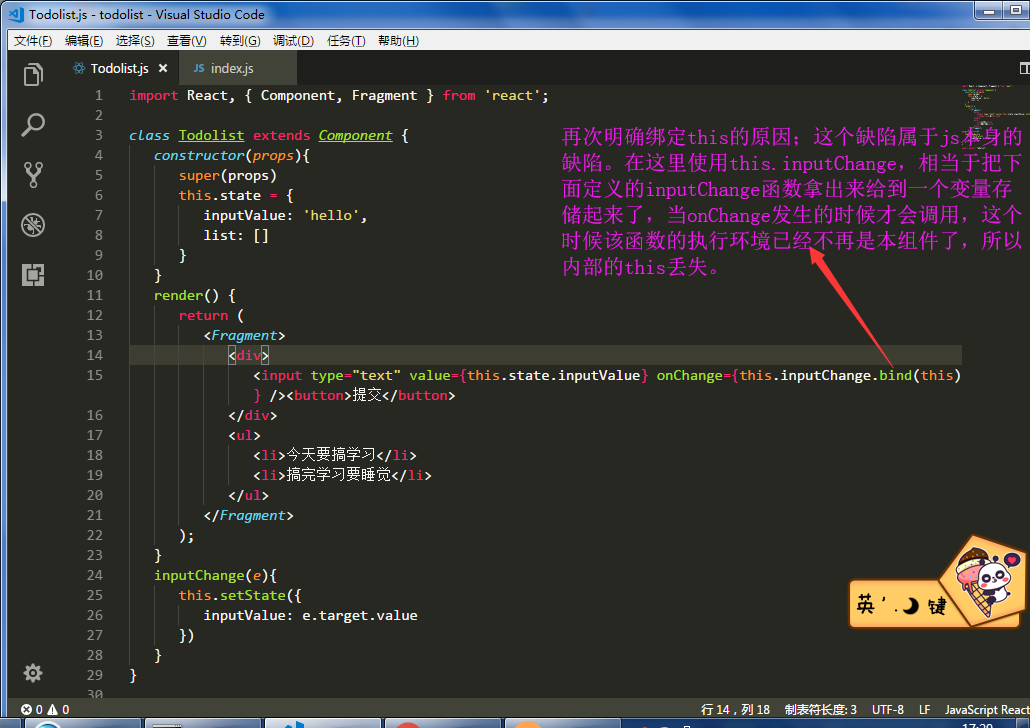 Todolist.js - todolist - Visual Studio Code
文件(F) 编辑(E) 选择(S) 查看(V) 转到(G) 调试(D) 任务(T) 帮助(H)
Todolist.js × JS index.js
1 import React, { Component, Fragment } from 'react';
2
3 class Todolist extends Component {
4 constructor(props){
5 super(props)
6 this.state = {
7 inputValue: 'hello',
8 list: []
9 }
10 }
11 render() {
12 return (
13 <Fragment>
14 <div>
15 <input type="text" value={this.state.inputValue} onChange={this.inputChange.bind(this)
} /><button>提交</button>
16 </div>
17 <ul>
18 <li>今天要搞学习</li>
19 <li>搞完学习要睡觉</li>
20 </ul>
21 </Fragment>
22 );
23 }
24 inputChange(e){
25 this.setState({
26 inputValue: e.target.value
27 })
28 }
29 }
30
再次明确绑定this的原因；这个缺陷属于js本身的
缺陷。在这里使用this.inputChange，相当于把下
面定义的inputChange函数拿出来给到一个变量存
储起来了，当onChange发生的时候才会调用，这个
时候该函数的执行环境已经不再是本组件了，所以
内部的this丢失。
英 ' . 键
0 0 行 14，列 18 制表符长度: 3 UTF-8 LF JavaScript React
17:20